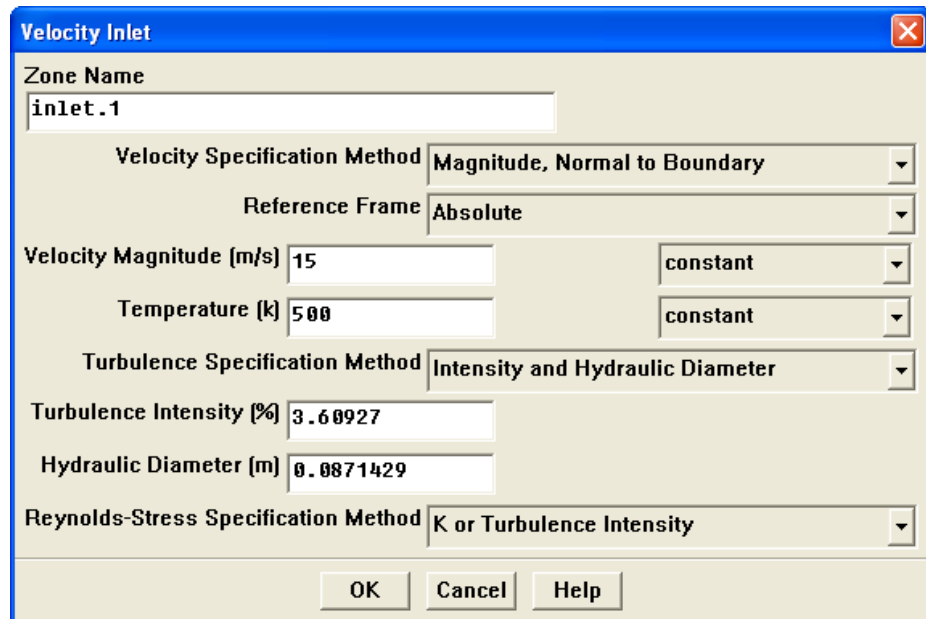 Velocity Inlet
Zone Name
inlet.1
Velocity Specification Method Magnitude, Normal to Boundary
Reference Frame Absolute
Velocity Magnitude (m/s) 15 constant
Temperature (k) 500 constant
Turbulence Specification Method Intensity and Hydraulic Diameter
Turbulence Intensity (%) 3.60927
Hydraulic Diameter (m) 0.0871429
Reynolds-Stress Specification Method K or Turbulence Intensity
OK Cancel Help